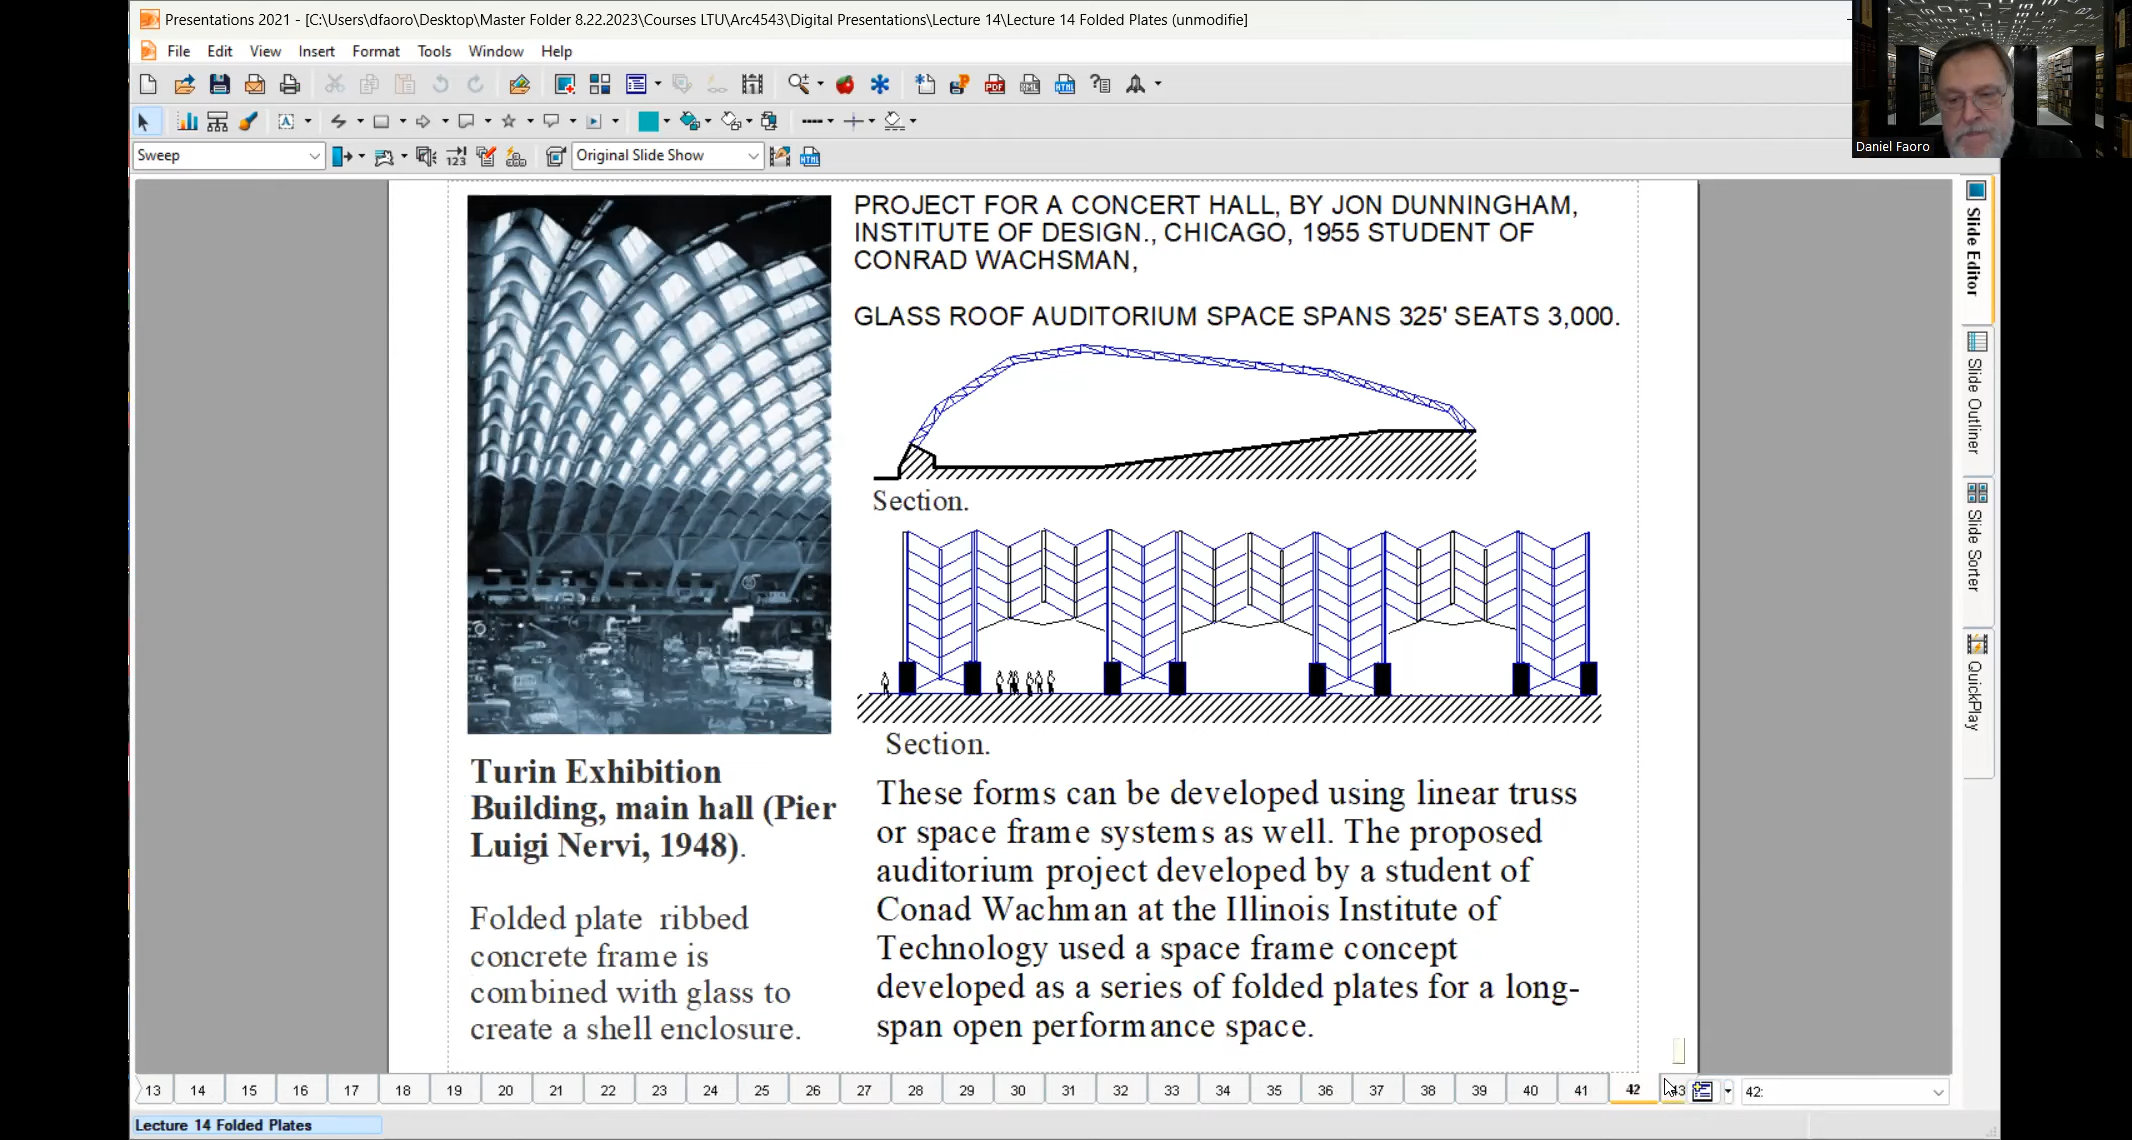 Presentations 2021 - [C:\Users\dfaoro\Desktop\Master Folder 8.22.2023\Courses LTU\Arc4543\Digital Presentations\Lecture 14\Lecture 14 Folded Plates (unmodifie]
File Edit View Insert Format Tools Window Help
Sweep
Original Slide Show
Daniel Faoro
PROJECT FOR A CONCERT HALL, BY JON DUNNINGHAM,
INSTITUTE OF DESIGN., CHICAGO, 1955 STUDENT OF
CONRAD WACHSMAN,
GLASS ROOF AUDITORIUM SPACE SPANS 325' SEATS 3,000.
Section.
Section.
Turin Exhibition
Building, main hall (Pier
Luigi Nervi, 1948).
Folded plate ribbed
concrete frame is
combined with glass to
create a shell enclosure.
These forms can be developed using linear truss
or space frame systems as well. The proposed
auditorium project developed by a student of
Conad Wachman at the Illinois Institute of
Technology used a space frame concept
developed as a series of folded plates for a long-
span open performance space.
Slide Editor
Slide Outliner
Slide Sorter
QuickPlay
13 14 15 16 17 18 19 20 21 22 23 24 25 26 27 28 29 30 31 32 33 34 35 36 37 38 39 40 41 42 43
42:
Lecture 14 Folded Plates